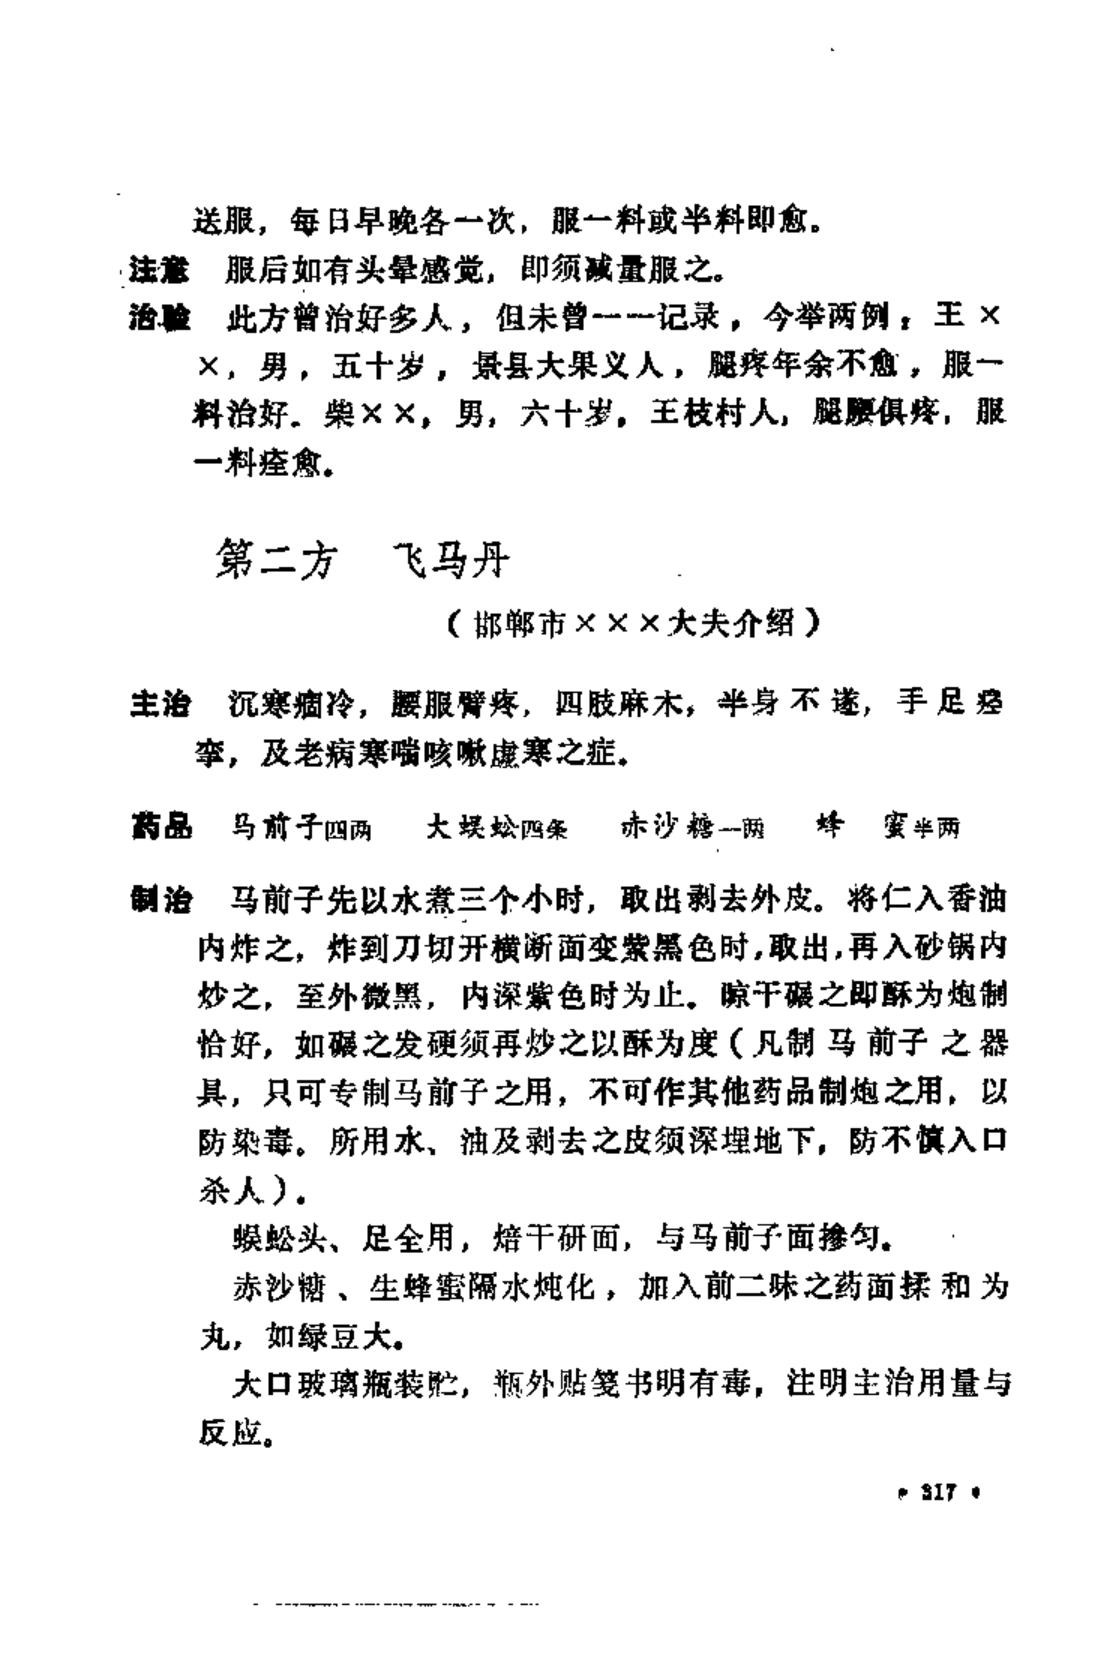 送服，每日早晚各一次，服一料或半料即愈。
注意 服后如有头晕感觉，即须减量服之。
治验 此方曾治好多人，但未曾一一记录，今举两例：王×
×，男，五十岁，景县大果义人，腿疼年余不愈，服一
料治好．柴××，男，六十岁，王枝村人，腿腰俱疼，服
一料痊愈。
第二方 飞马丹
（邯郸市×××大夫介绍）
主治 沉寒痼冷，腰服臂疼，四肢麻木，半身不遂，手足痉
挛，及老病寒喘咳嗽虚寒之症。
药品 马前子四两 大蜈蚣四条 赤沙糖一两 蜂蜜半两
制治 马前子先以水煮三个小时，取出剥去外皮。将仁入香油
内炸之，炸到刀切开横断面变紫黑色时，取出，再入砂锅内
炒之，至外微黑，内深紫色时为止。晾干碾之即酥为炮制
恰好，如碾之发硬须再炒之以酥为度（凡制马前子之器
具，只可专制马前子之用，不可作其他药品制炮之用，以
防染毒。所用水、油及剥去之皮须深埋地下，防不慎入口
杀人）。
蜈蚣头、足全用，焙干研面，与马前子面掺匀。
赤沙糖、生蜂蜜隔水炖化，加入前二味之药面揉和为
丸，如绿豆大。
大口玻璃瓶装贮，瓶外贴笺书明有毒，注明主治用量与
反应。
• 317 •